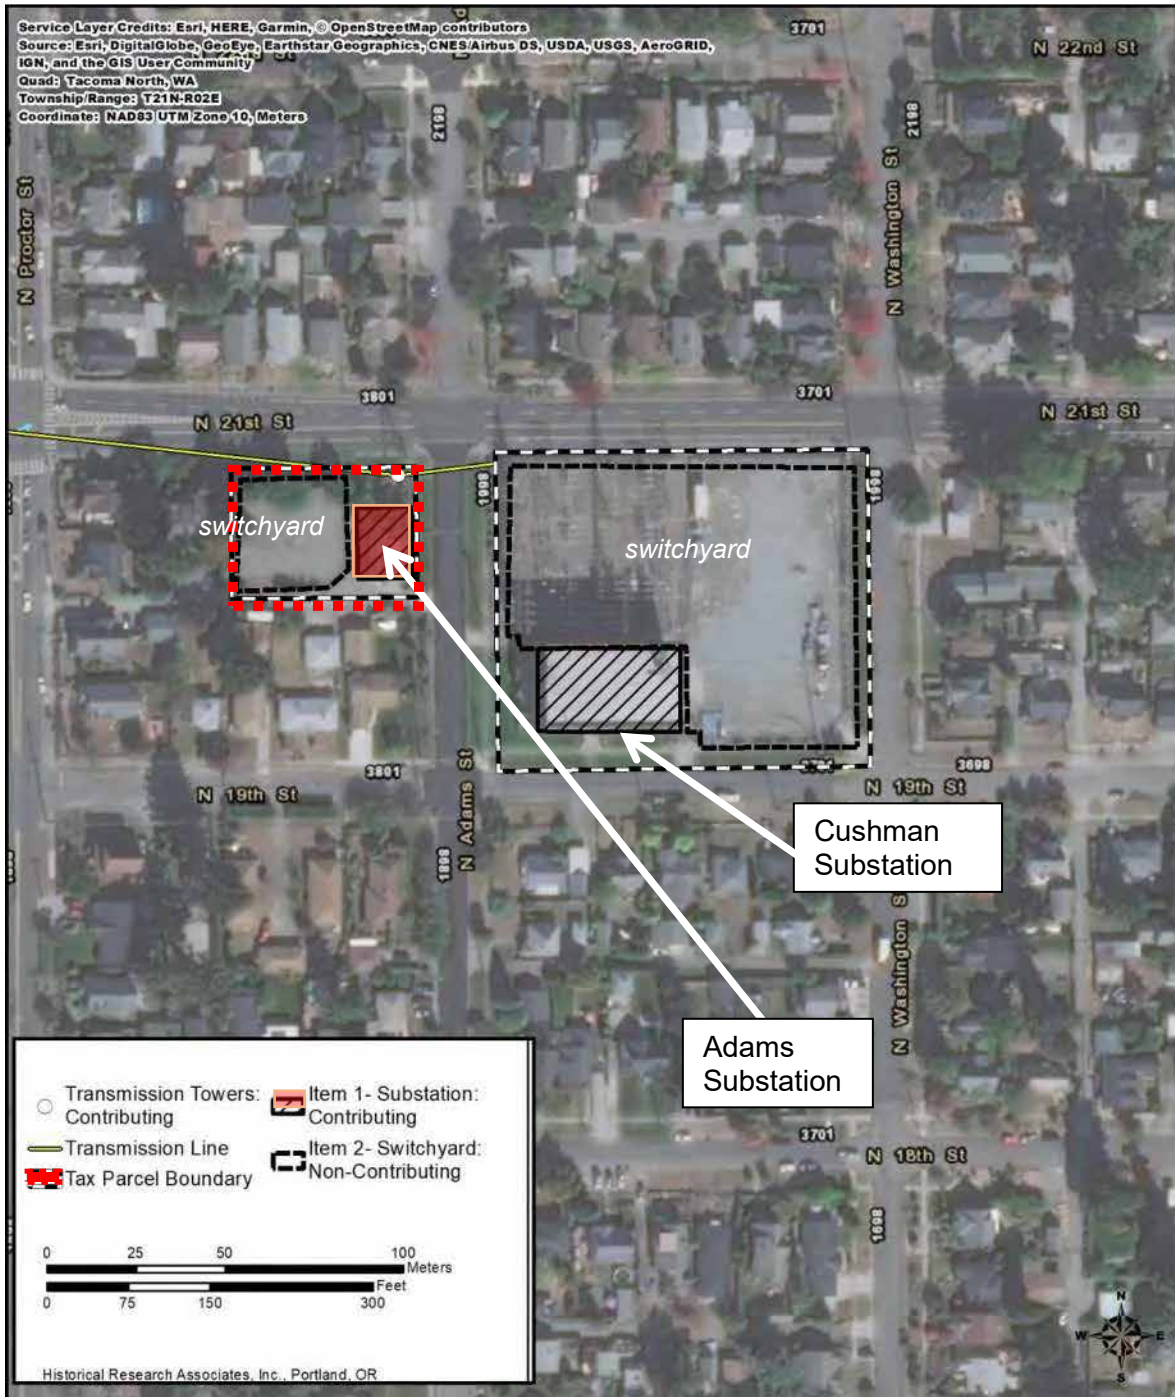 Service Layer Credits: Esri, HERE, Garmin, © OpenStreetMap contributors
Source: Esri, DigitalGlobe, GeoEye, Earthstar Geographics, CNES/Airbus DS, USDA, USGS, AeroGRID,
IGN, and the GIS User Community
Quad: Tacoma North, WA
Township/Range: T21N-R02E
Coordinate: NAD83 UTM Zone 10, Meters
3701
N 22nd St
2198
2198
N Proctor St
N Washington St
3801
3701
N 21st St
N 21st St
1998
1998
switchyard
switchyard
3801
3701
3698
N 19th St
N 19th St
N Adams St
1898
Cushman
Substation
N Washington S
Adams
Substation
3701
N 18th St
1698
Transmission Towers:
Contributing
Transmission Line
Tax Parcel Boundary
Item 1- Substation:
Contributing
Item 2- Switchyard:
Non-Contributing
0 25 50 100
Meters
Feet
0 75 150 300
Historical Research Associates, Inc., Portland, OR
N
W E
S